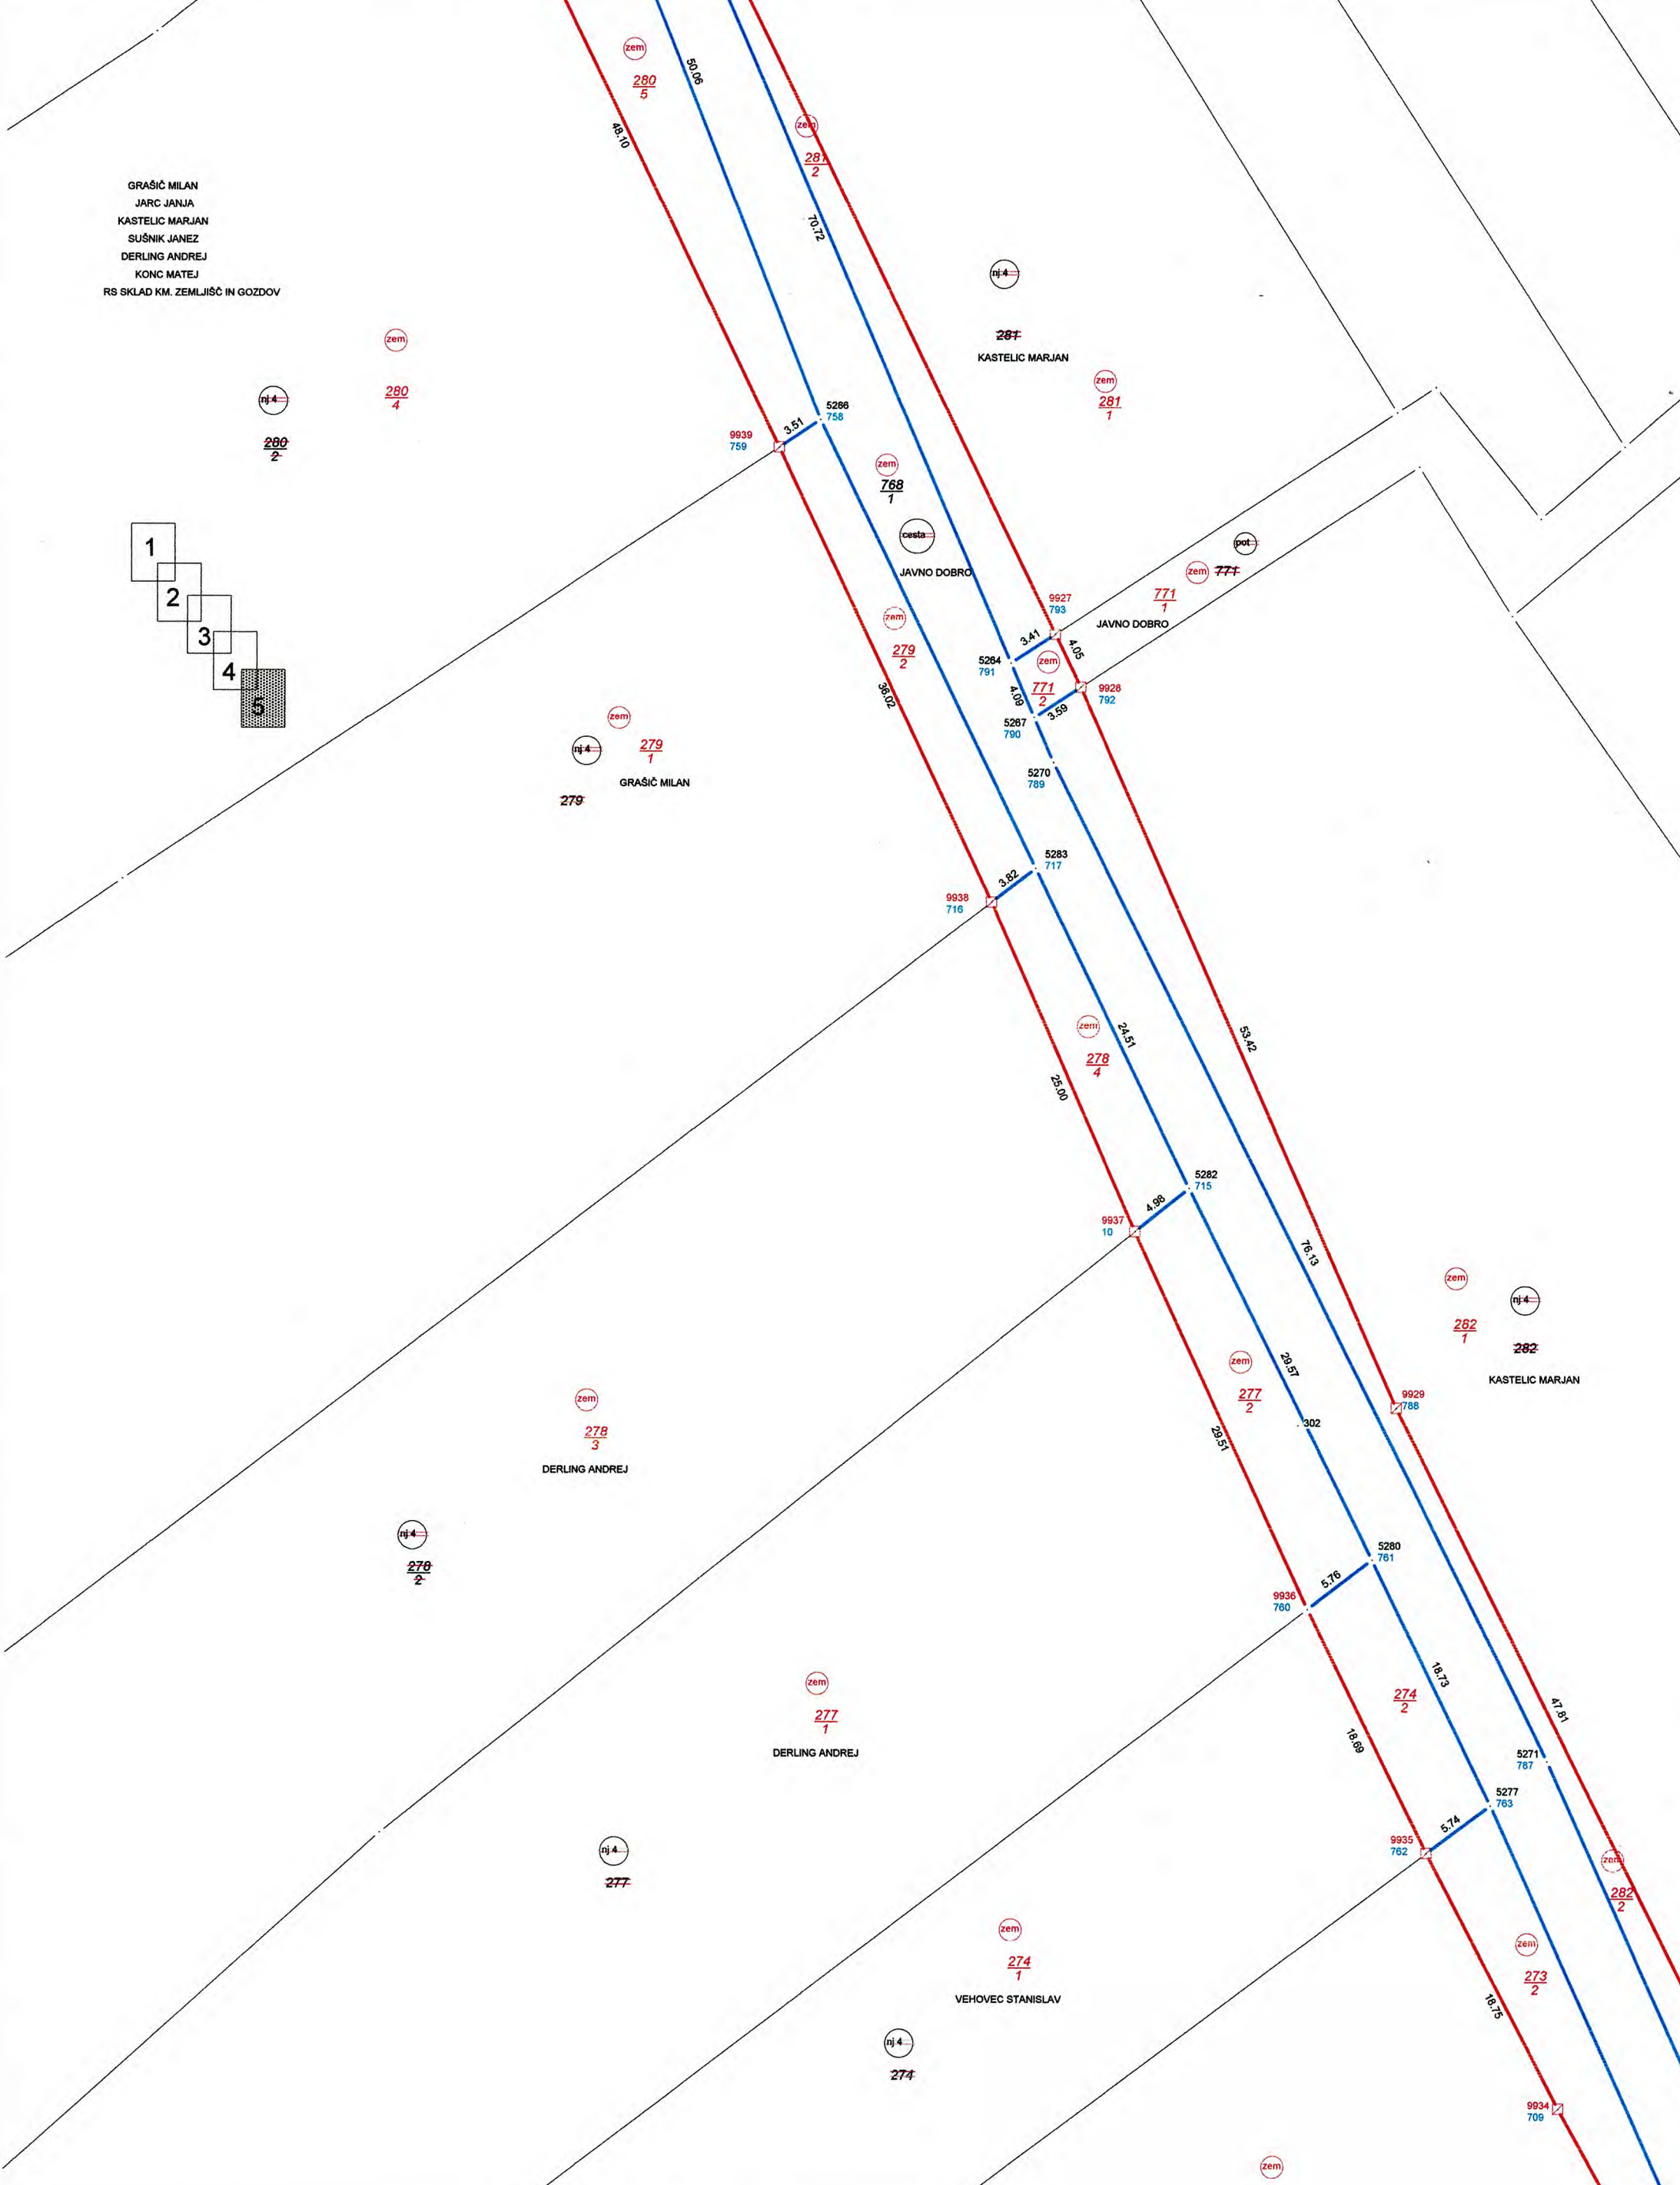 zem
280
5
50.06
48.10
zem
281
2
70.72
GRAŠIČ MILAN
JARC JANJA
KASTELIC MARJAN
SUŠNIK JANEZ
DERLING ANDREJ
KONC MATEJ
RS SKLAD KM. ZEMLJIŠČ IN GOZDOV
nj 4
281
KASTELIC MARJAN
zem
281
1
zem
280
4
nj 4
280
2
3.51
5266
758
9939
759
zem
768
1
cesta
JAVNO DOBRO
1
2
3
4
5
pot
zem
771
771
1
JAVNO DOBRO
9927
793
3.41
4.05
5264
791
zem
771
2
4.09
9928
792
3.59
5267
790
5270
789
zem
279
2
36.02
zem
nj 4
279
1
GRAŠIČ MILAN
279
5283
717
3.82
9938
716
zem
278
4
24.51
25.00
53.42
5282
715
4.98
9937
10
76.13
zem
nj 4
282
1
282
KASTELIC MARJAN
zem
277
2
29.57
302
29.51
9929
788
zem
278
3
DERLING ANDREJ
nj 4
278
2
5280
761
5.76
9936
760
18.73
274
2
18.69
47.81
zem
277
1
DERLING ANDREJ
5271
787
5277
763
5.74
9935
762
nj 4
277
zem
282
2
zem
274
1
VEHOVEC STANISLAV
zem
273
2
18.75
nj 4
274
9934
709
zem